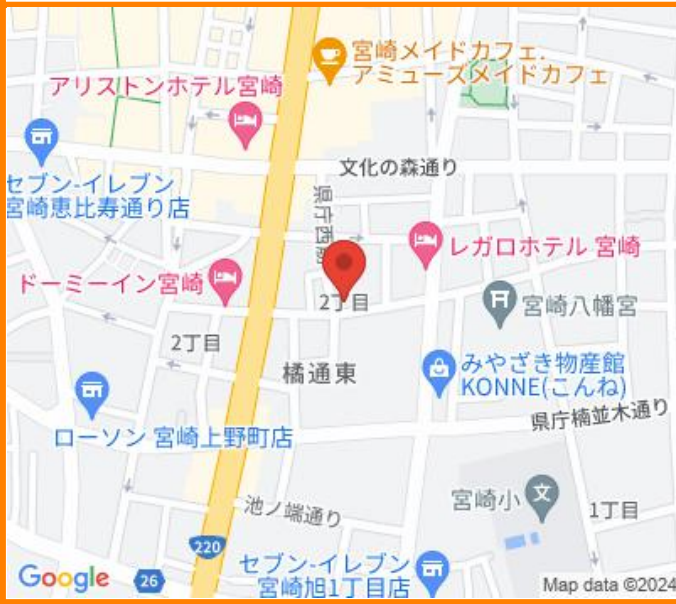 宮崎メイドカフェ.
アミューズメイドカフェ
アリストンホテル宮崎
セブン-イレブン
宮崎恵比寿通り店
文化の森通り
レガロホテル 宮崎
ドーミーイン宮崎
2丁目
宮崎八幡宮
2丁目
橘通東
みやざき物産館
KONNE(こんね)
県庁楠並木通り
ローソン 宮崎上野町店
宮崎小
文
1丁目
池ノ端通り
220
セブン-イレブン
宮崎旭1丁目店
Google
26
Map data ©2024